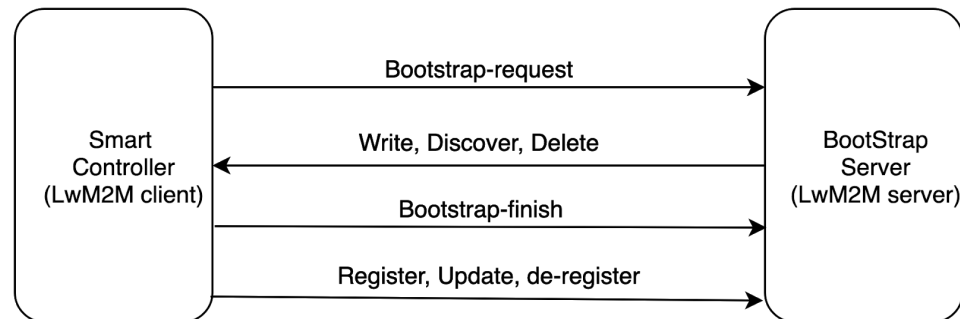 Bootstrap-request
Write, Discover, Delete
Bootstrap-finish
Register, Update, de-register
Smart
Controller
(LwM2M client)
BootStrap
Server
(LwM2M server)